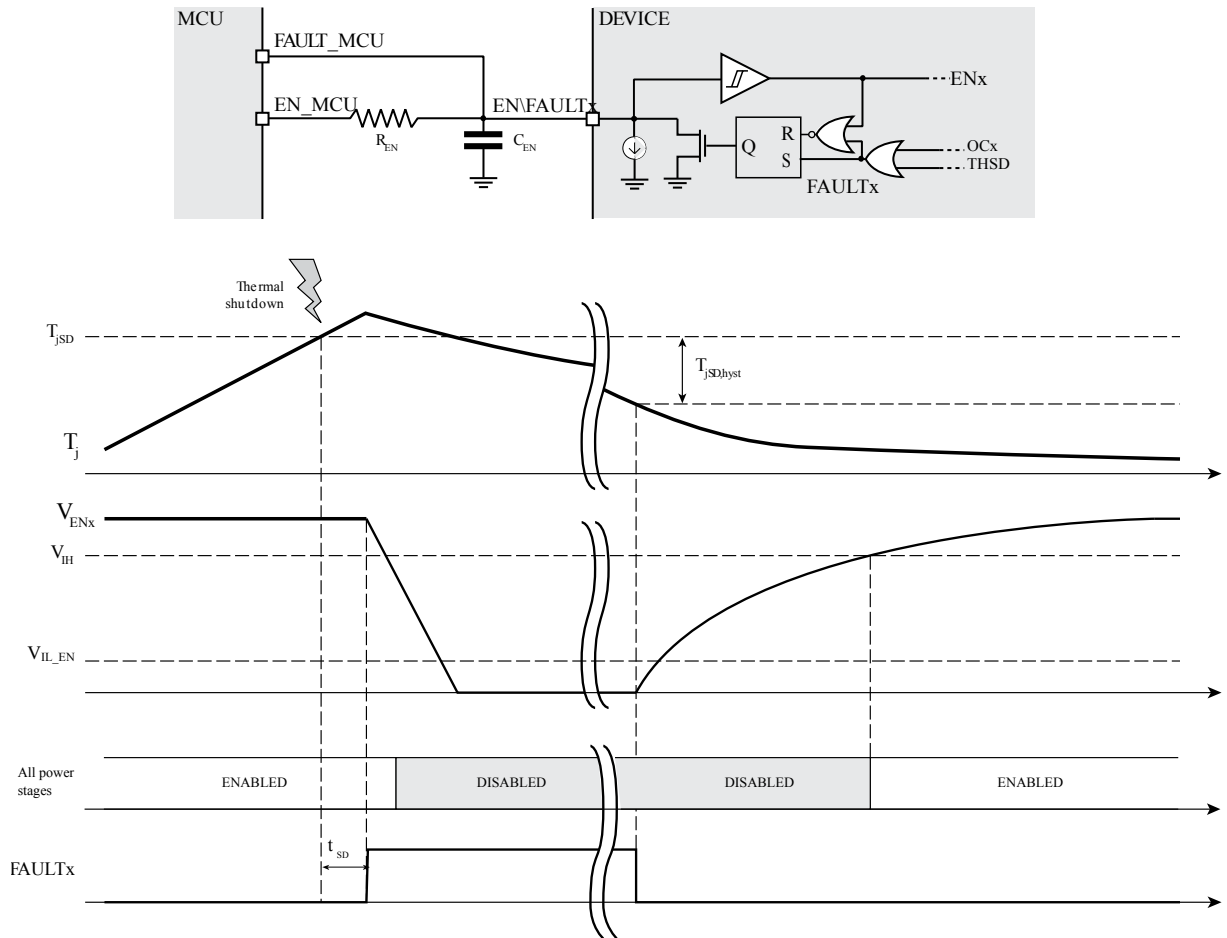 MCU
DEVICE
FAULT_MCU
EN_MCU
EN\FAULTx
ENx
R_EN
C_EN
Q
R
S
OCx
THSD
FAULTx
Thermal
shutdown
T_jSD
T_jSD,hyst
T_j
V_ENx
V_IH
V_IL_EN
All power
stages
ENABLED
DISABLED
DISABLED
ENABLED
t_SD
FAULTx